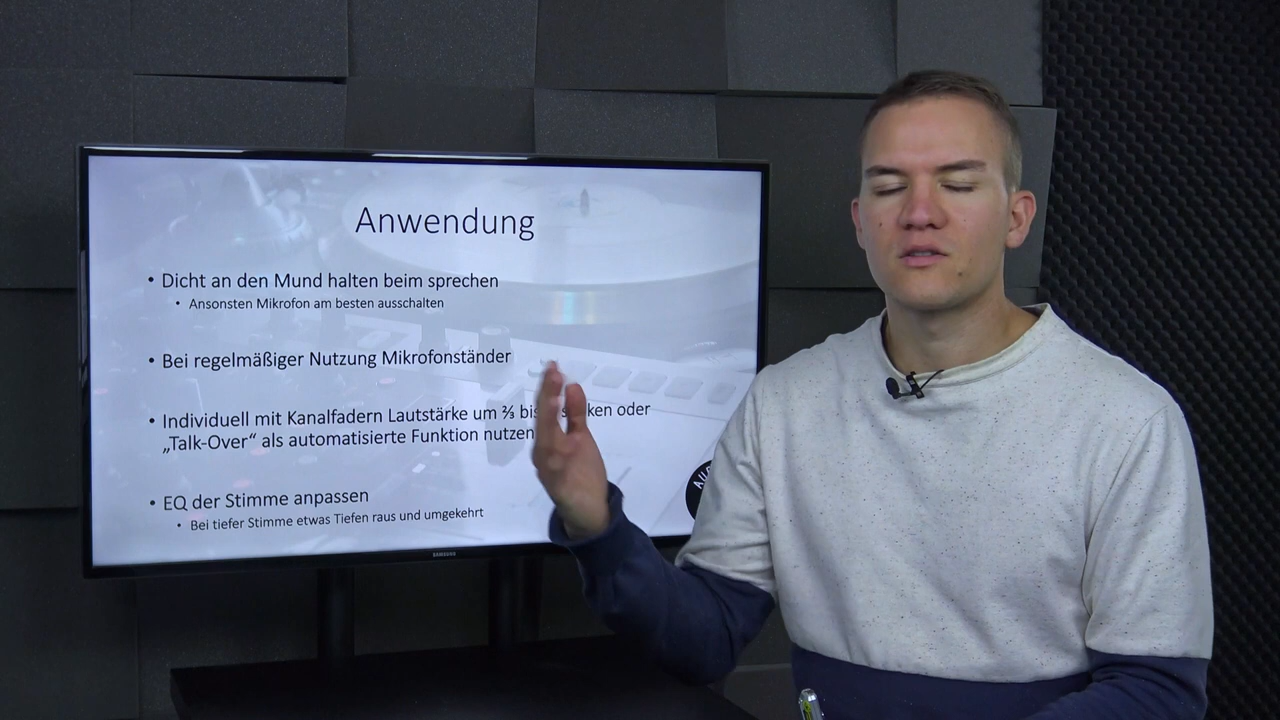 Anwendung
• Dicht an den Mund halten beim sprechen
• Ansonsten Mikrofon am besten ausschalten
• Bei regelmäßiger Nutzung Mikrofonständer
• Individuell mit Kanalfadern Lautstärke um ⅔ oder
„Talk-Over“ als automatisierte Funktion nutzen
• EQ der Stimme anpassen
• Bei tiefer Stimme etwas Tiefen raus und umgekehrt
SAMSUNG